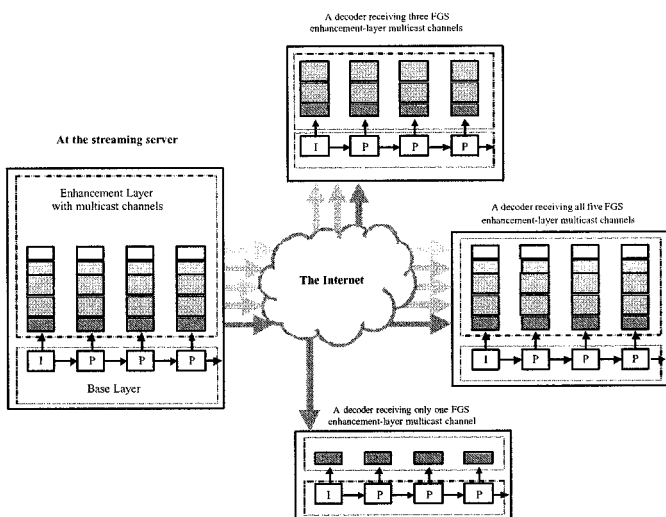 A decoder receiving three FGS
enhancement-layer multicast channels
I
P
P
P
At the streaming server
Enhancement Layer
with multicast channels
I
P
P
P
Base Layer
The Internet
A decoder receiving all five FGS
enhancement-layer multicast channels
I
P
P
P
A decoder receiving only one FGS
enhancement-layer multicast channel
I
P
P
P